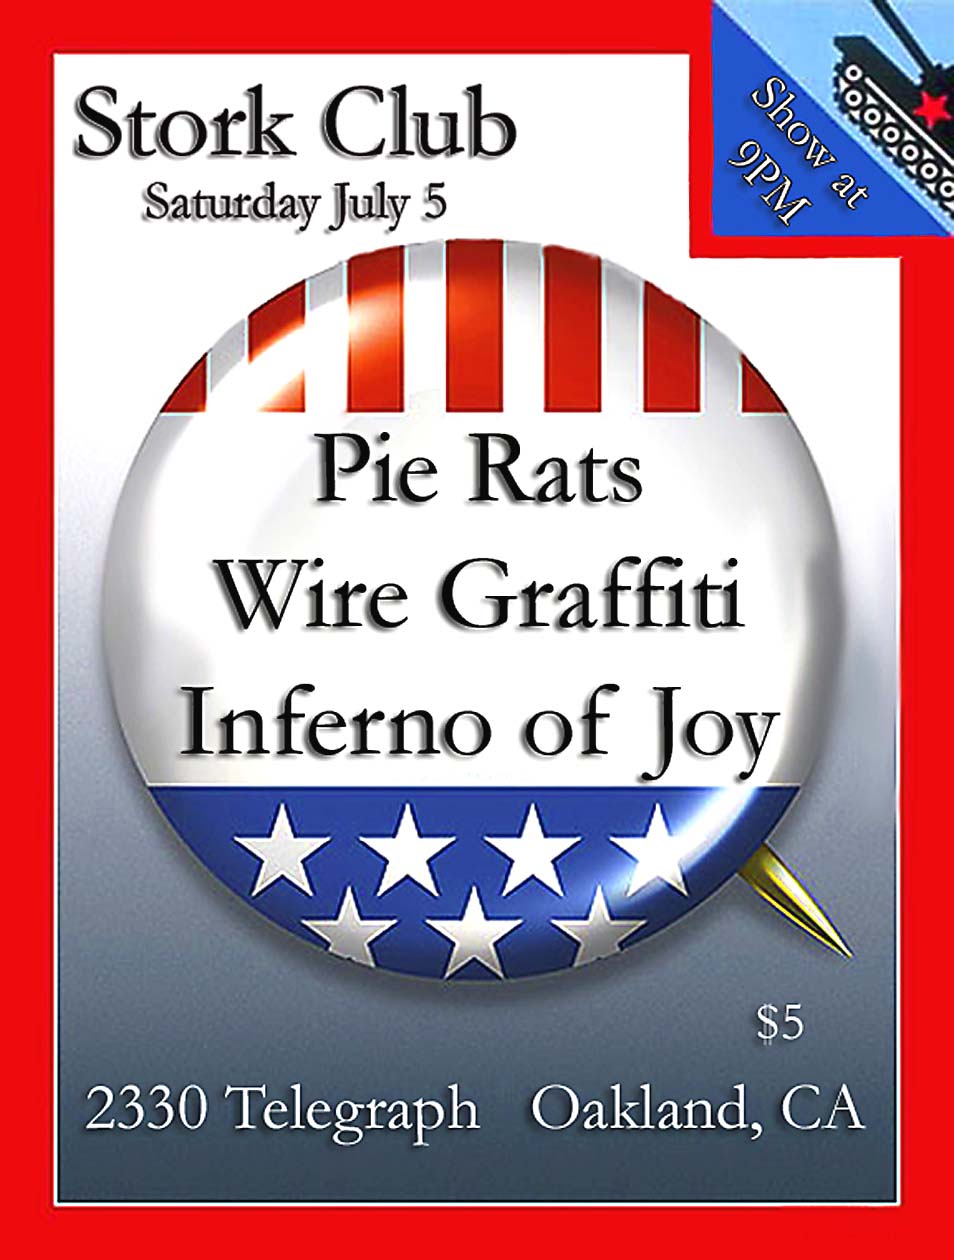 Stork Club
Saturday July 5
Show at
9PM
Pie Rats
Wire Graffiti
Inferno of Joy
$5
2330 Telegraph Oakland, CA